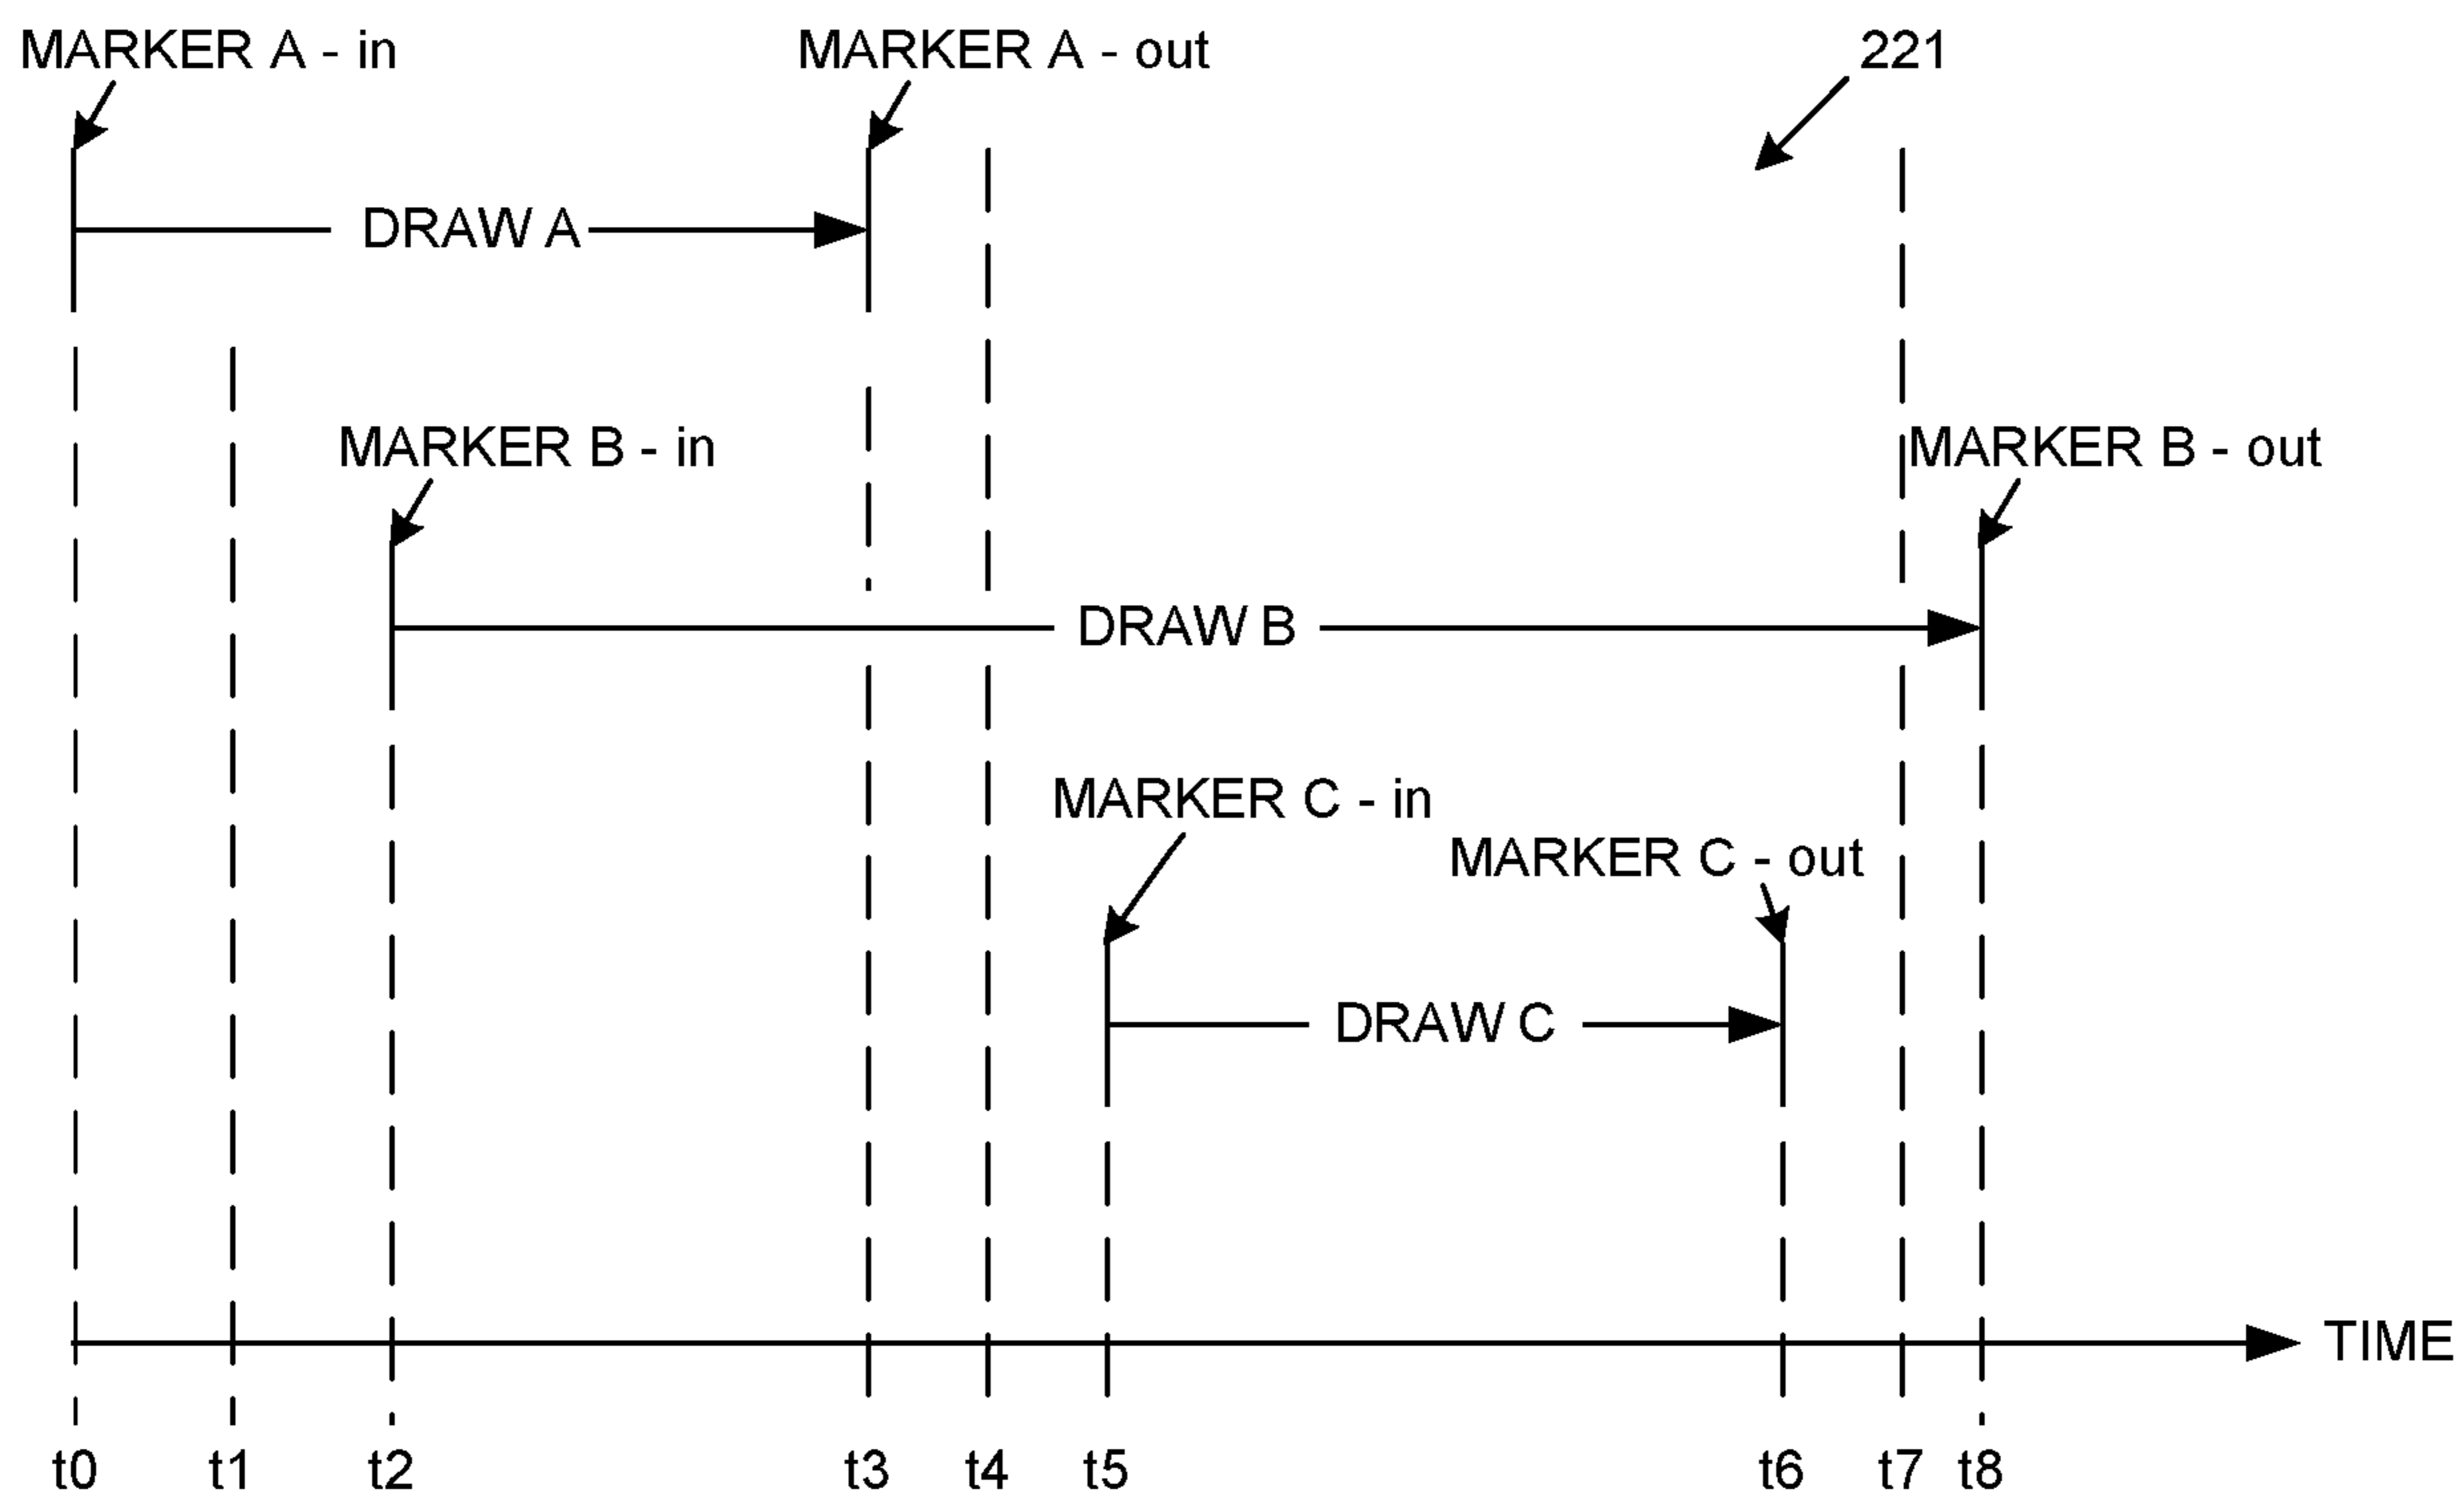 MARKER A - in
MARKER A - out
221
DRAW A
MARKER B - in
MARKER B - out
DRAW B
MARKER C - in
MARKER C - out
DRAW C
TIME
t0 t1 t2 t3 t4 t5 t6 t7 t8